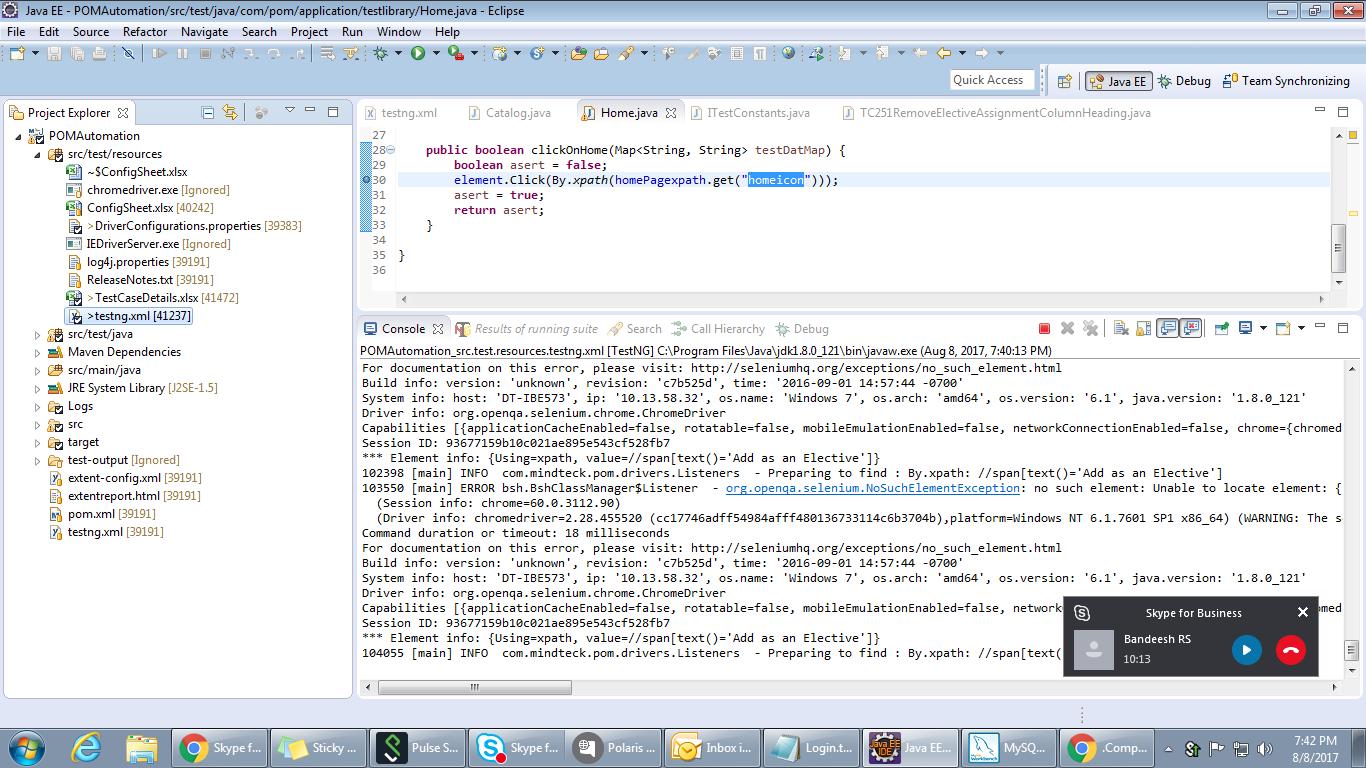 Java EE - POMAutomation/src/test/java/com/pom/application/testlibrary/Home.java - Eclipse
File Edit Source Refactor Navigate Search Project Run Window Help
Quick Access Java EE Debug Team Synchronizing
Project Explorer
POMAutomation
src/test/resources
~$ConfigSheet.xlsx
chromedriver.exe [Ignored]
ConfigSheet.xlsx [40242]
>DriverConfigurations.properties [39383]
IEDriverServer.exe [Ignored]
log4j.properties [39191]
ReleaseNotes.txt [39191]
>TestCaseDetails.xlsx [41472]
>testng.xml [41237]
src/test/java
Maven Dependencies
src/main/java
JRE System Library [J2SE-1.5]
Logs
src
target
test-output [Ignored]
extent-config.xml [39191]
extentreport.html [39191]
pom.xml [39191]
testng.xml [39191]
testng.xml Catalog.java Home.java ITestConstants.java TC251RemoveElectiveAssignmentColumnHeading.java
27
28 public boolean clickOnHome(Map<String, String> testDatMap) {
29 boolean asert = false;
30 element.Click(By.xpath(homePagexpath.get("homeicon")));
31 asert = true;
32 return asert;
33 }
34
35 }
36
Console Results of running suite Search Call Hierarchy Debug
POMAutomation_src.test.resources.testng.xml [TestNG] C:\Program Files\Java\jdk1.8.0_121\bin\javaw.exe (Aug 8, 2017, 7:40:13 PM)
For documentation on this error, please visit: http://seleniumhq.org/exceptions/no_such_element.html
Build info: version: 'unknown', revision: 'c7b525d', time: '2016-09-01 14:57:44 -0700'
System info: host: 'DT-IBE573', ip: '10.13.58.32', os.name: 'Windows 7', os.arch: 'amd64', os.version: '6.1', java.version: '1.8.0_121'
Driver info: org.openqa.selenium.chrome.ChromeDriver
Capabilities [{applicationCacheEnabled=false, rotatable=false, mobileEmulationEnabled=false, networkConnectionEnabled=false, chrome={chromed
Session ID: 93677159b10c021ae895e543cf528fb7
*** Element info: {Using=xpath, value=//span[text()='Add as an Elective']}
102398 [main] INFO com.mindteck.pom.drivers.Listeners - Preparing to find : By.xpath: //span[text()='Add as an Elective']
103550 [main] ERROR bsh.BshClassManager$Listener - org.openqa.selenium.NoSuchElementException: no such element: Unable to locate element: {
(Session info: chrome=60.0.3112.90)
(Driver info: chromedriver=2.28.455520 (cc17746adff54984afff480136733114c6b3704b),platform=Windows NT 6.1.7601 SP1 x86_64) (WARNING: The s
Command duration or timeout: 18 milliseconds
For documentation on this error, please visit: http://seleniumhq.org/exceptions/no_such_element.html
Build info: version: 'unknown', revision: 'c7b525d', time: '2016-09-01 14:57:44 -0700'
System info: host: 'DT-IBE573', ip: '10.13.58.32', os.name: 'Windows 7', os.arch: 'amd64', os.version: '6.1', java.version: '1.8.0_121'
Driver info: org.openqa.selenium.chrome.ChromeDriver
Capabilities [{applicationCacheEnabled=false, rotatable=false, mobileEmulationEnabled=false, network omed
Session ID: 93677159b10c021ae895e543cf528fb7
*** Element info: {Using=xpath, value=//span[text()='Add as an Elective']}
104055 [main] INFO com.mindteck.pom.drivers.Listeners - Preparing to find : By.xpath: //span[text(
Skype for Business
Bandeesh RS
10:13
Skype f... Sticky ... Pulse S... Skype f... Polaris ... Inbox i... Login.t... Java EE... MySQ... .Comp...
7:42 PM
8/8/2017